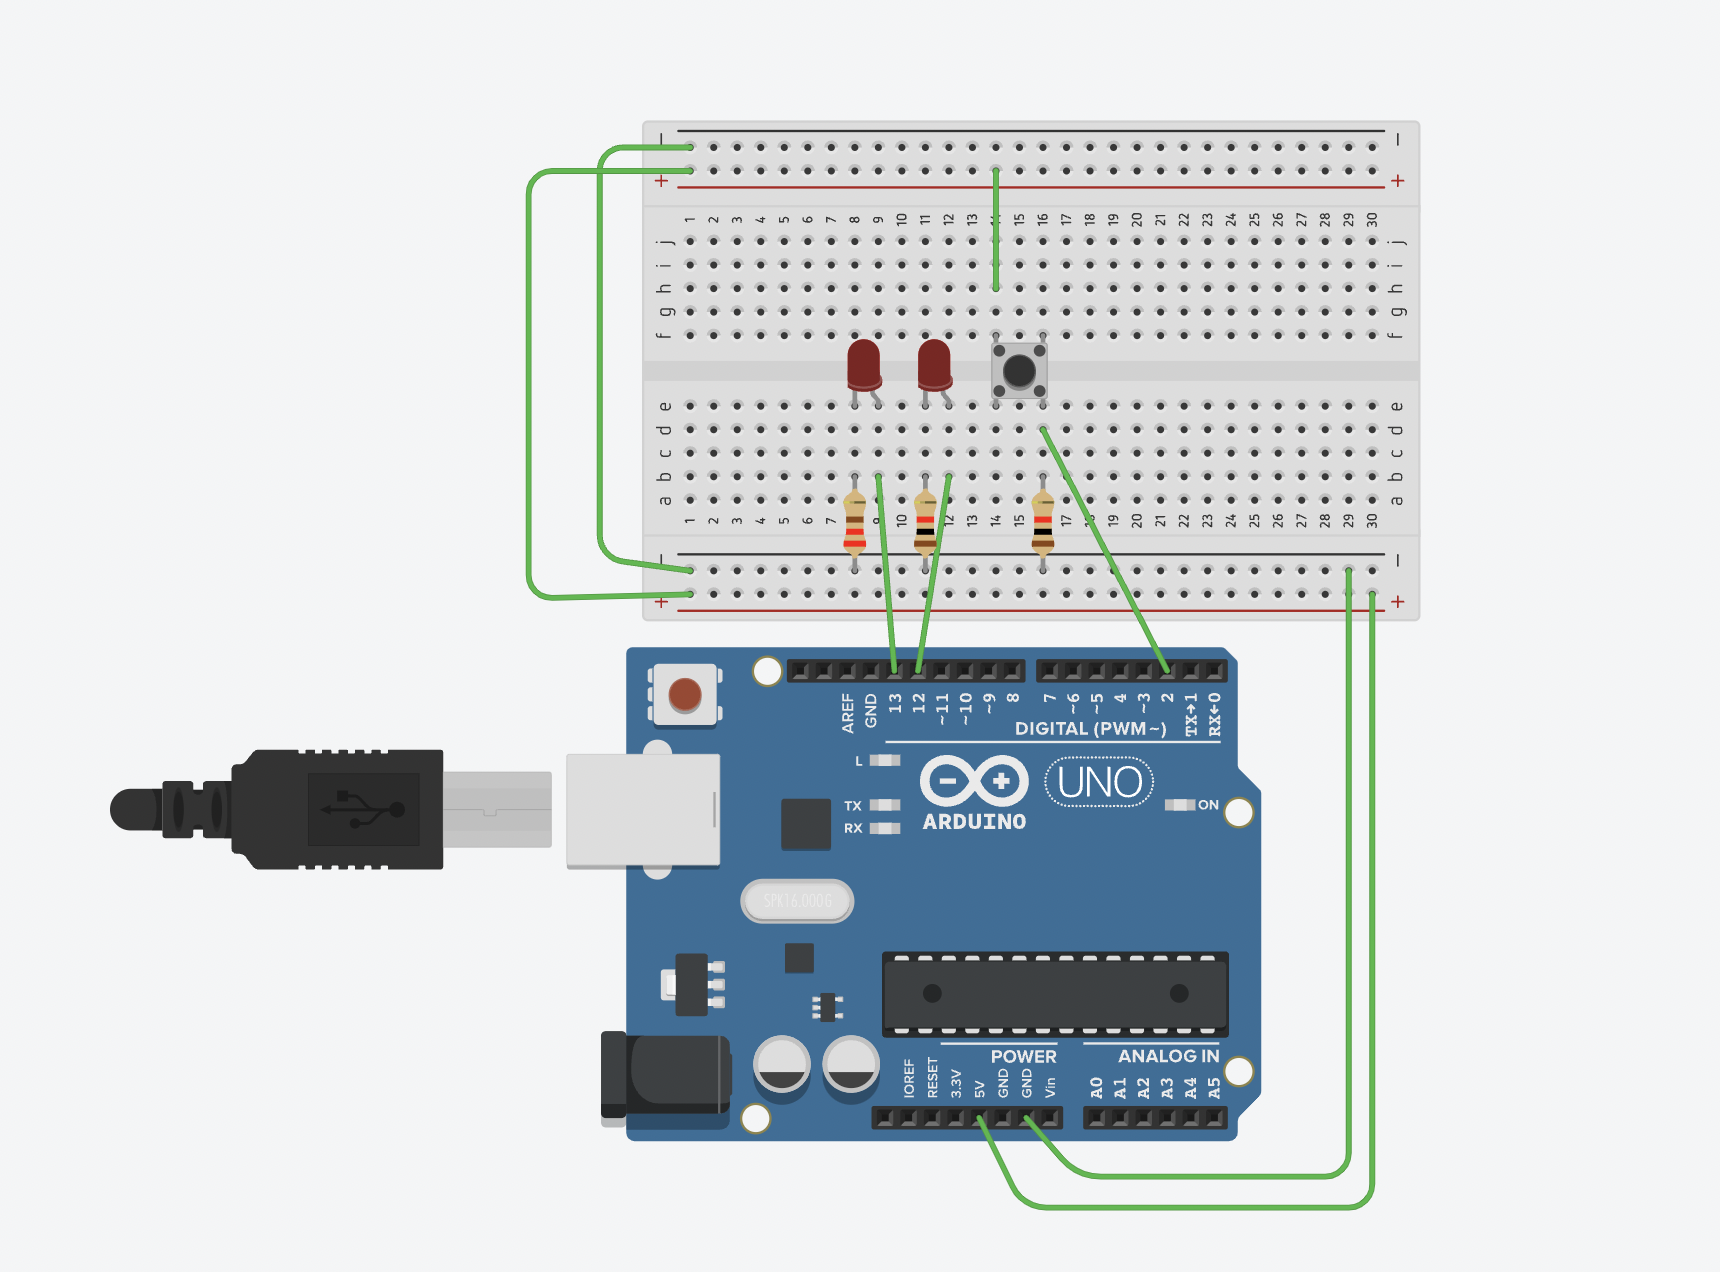 − −
+ +
1 2 3 4 5 6 7 8 9 10 11 12 13 14 15 16 17 18 19 20 21 22 23 24 25 26 27 28 29 30
j j
i i
h h
g g
f f
e e
d d
c c
b b
a a
1 2 3 4 5 6 7 8 9 10 11 12 13 14 15 16 17 18 19 20 21 22 23 24 25 26 27 28 29 30
− −
+ +
AREF GND 13 12 ~11 ~10 ~9 8 7 ~6 ~5 4 ~3 2 TX→1 RX←0
DIGITAL (PWM~)
L
UNO
TX
ON
ARDUINO
RX
SPK16.000G
POWER
ANALOG IN
IOREF RESET 3.3V 5V GND GND Vin A0 A1 A2 A3 A4 A5